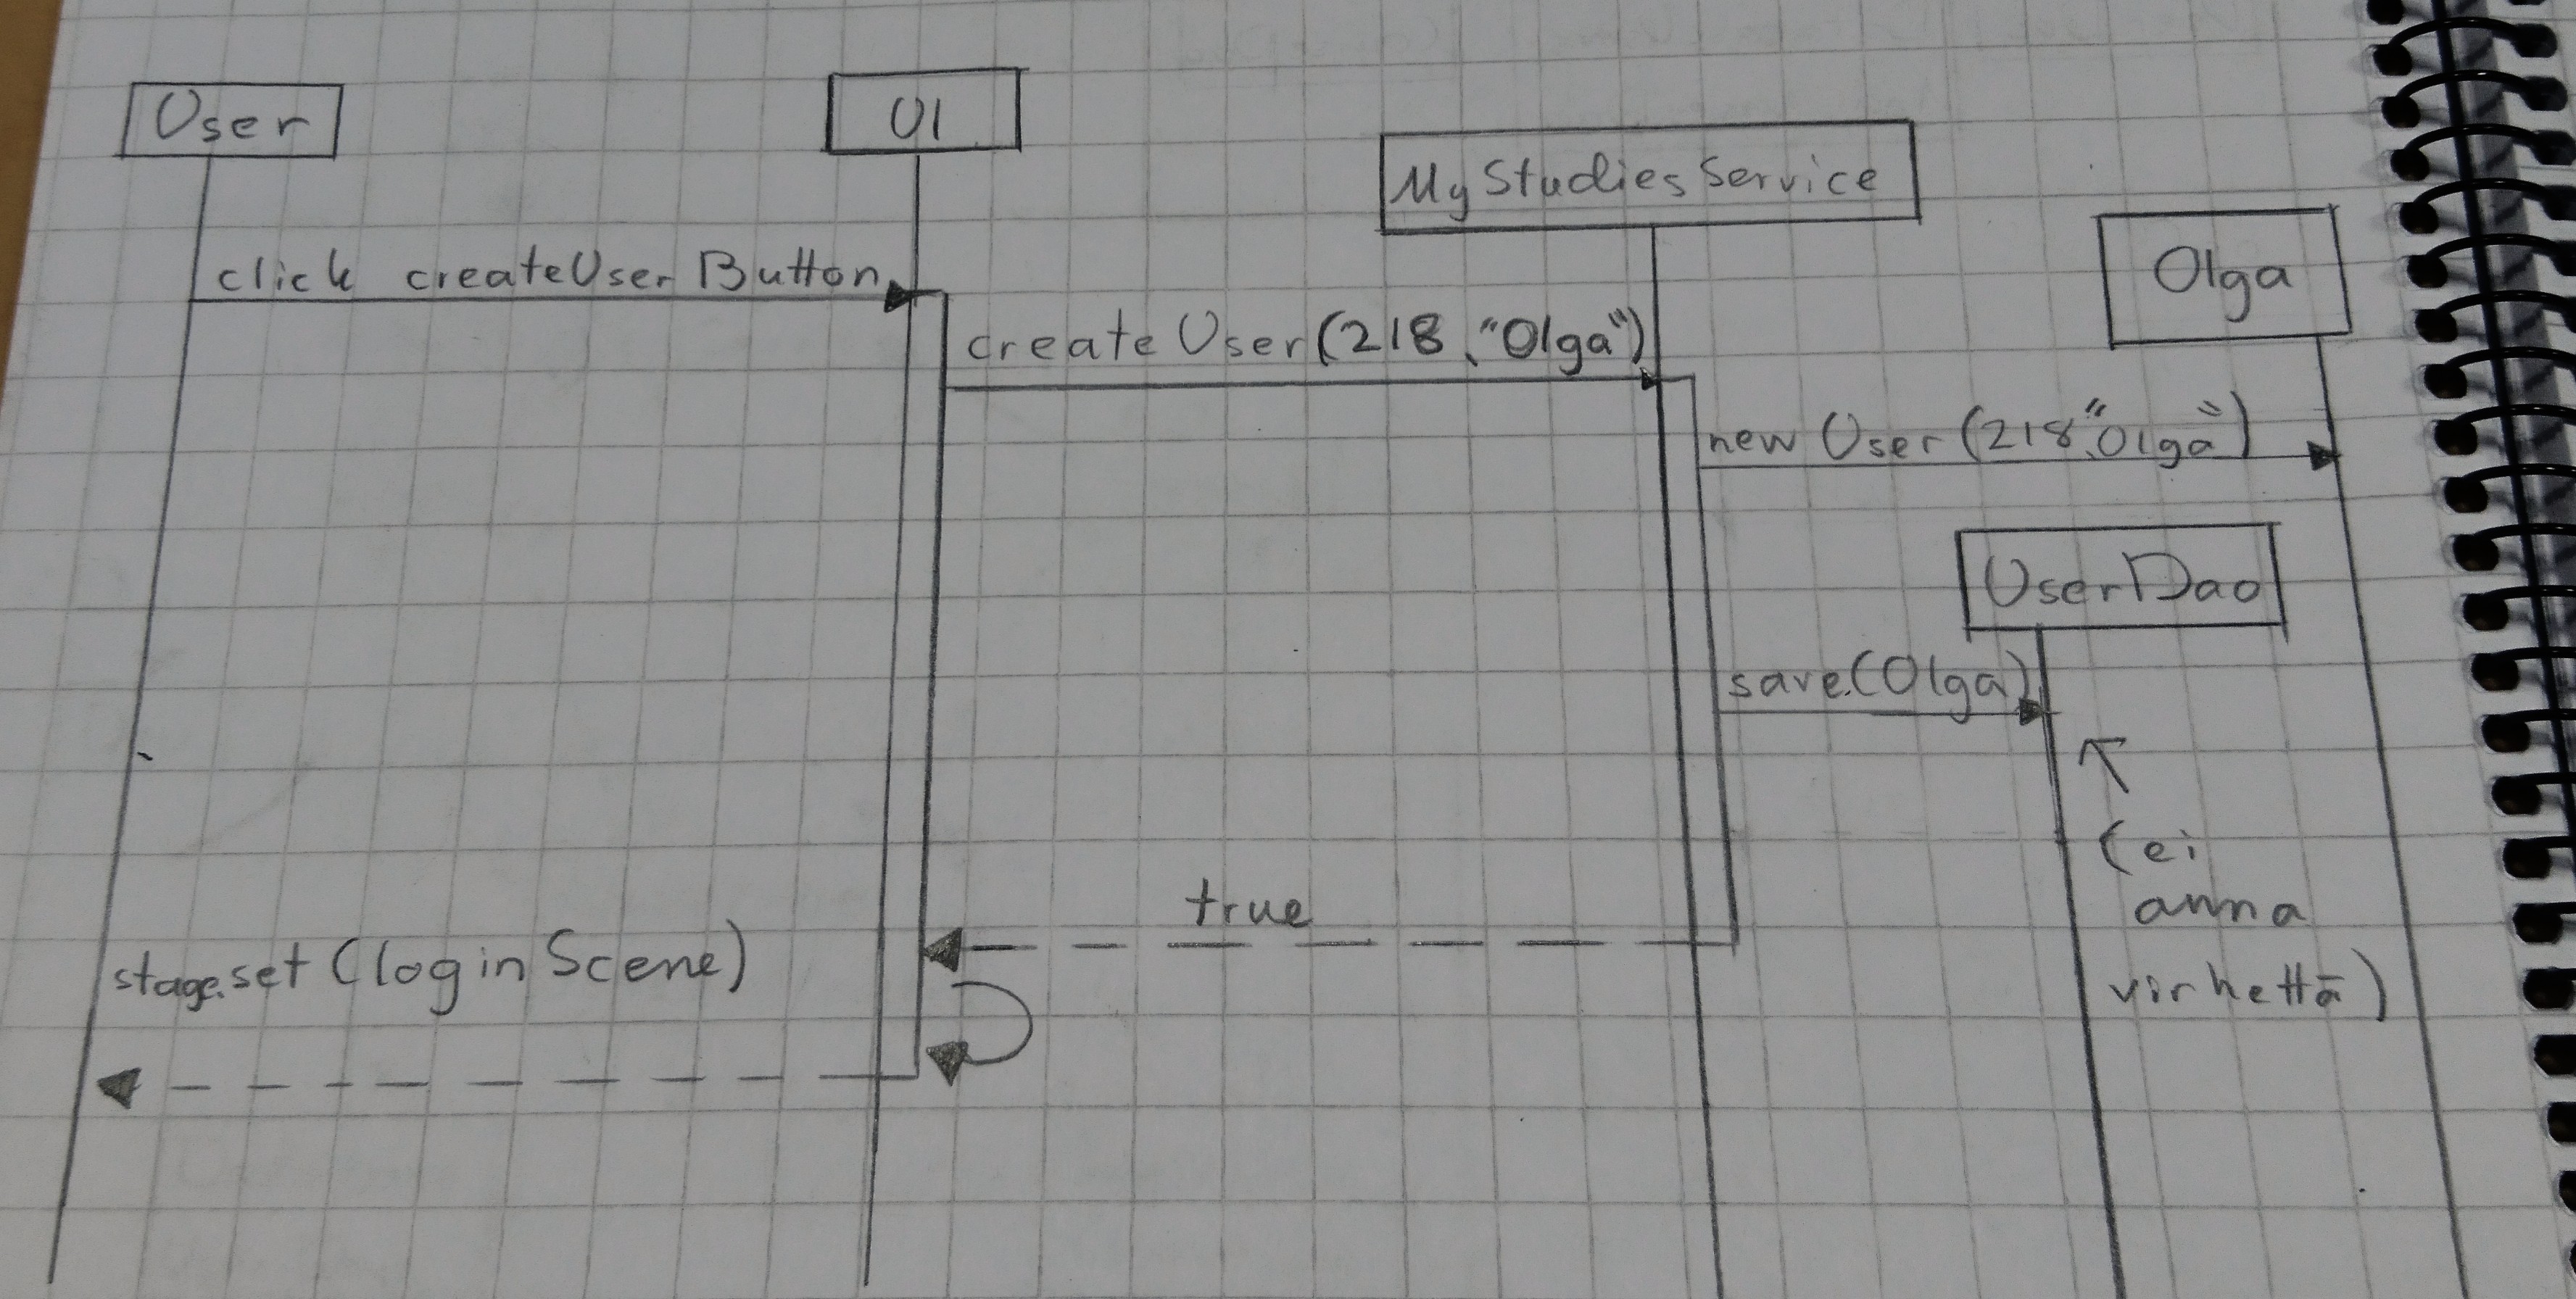 User
UI
MyStudiesService
Olga
click createUserButton
createUser(218, "Olga")
new User(218, "Olga")
UserDao
save(Olga)
(ei
anna
virhettä)
true
stage.set(loginScene)